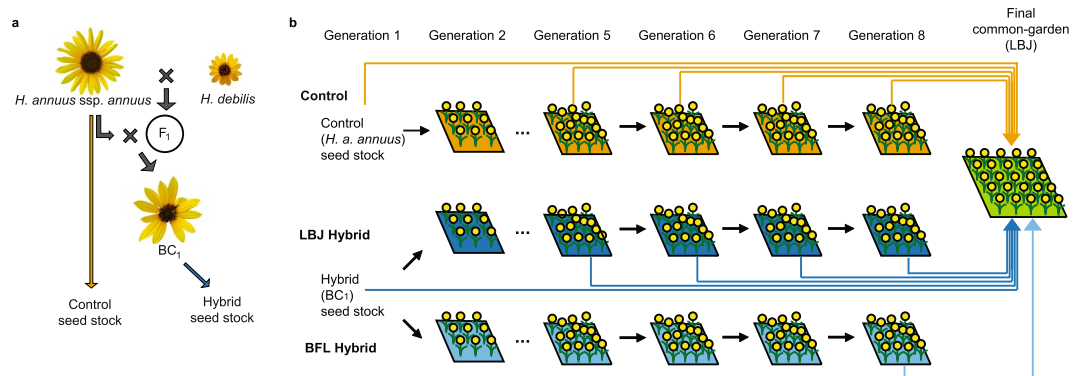 a
H. annuus ssp. annuus
H. debilis
F1
BC1
Control
seed stock
Hybrid
seed stock
b
Generation 1
Generation 2
Generation 5
Generation 6
Generation 7
Generation 8
Final
common-garden
(LBJ)
Control
Control
(H. a. annuus)
seed stock
...
LBJ Hybrid
...
Hybrid
(BC1)
seed stock
BFL Hybrid
...